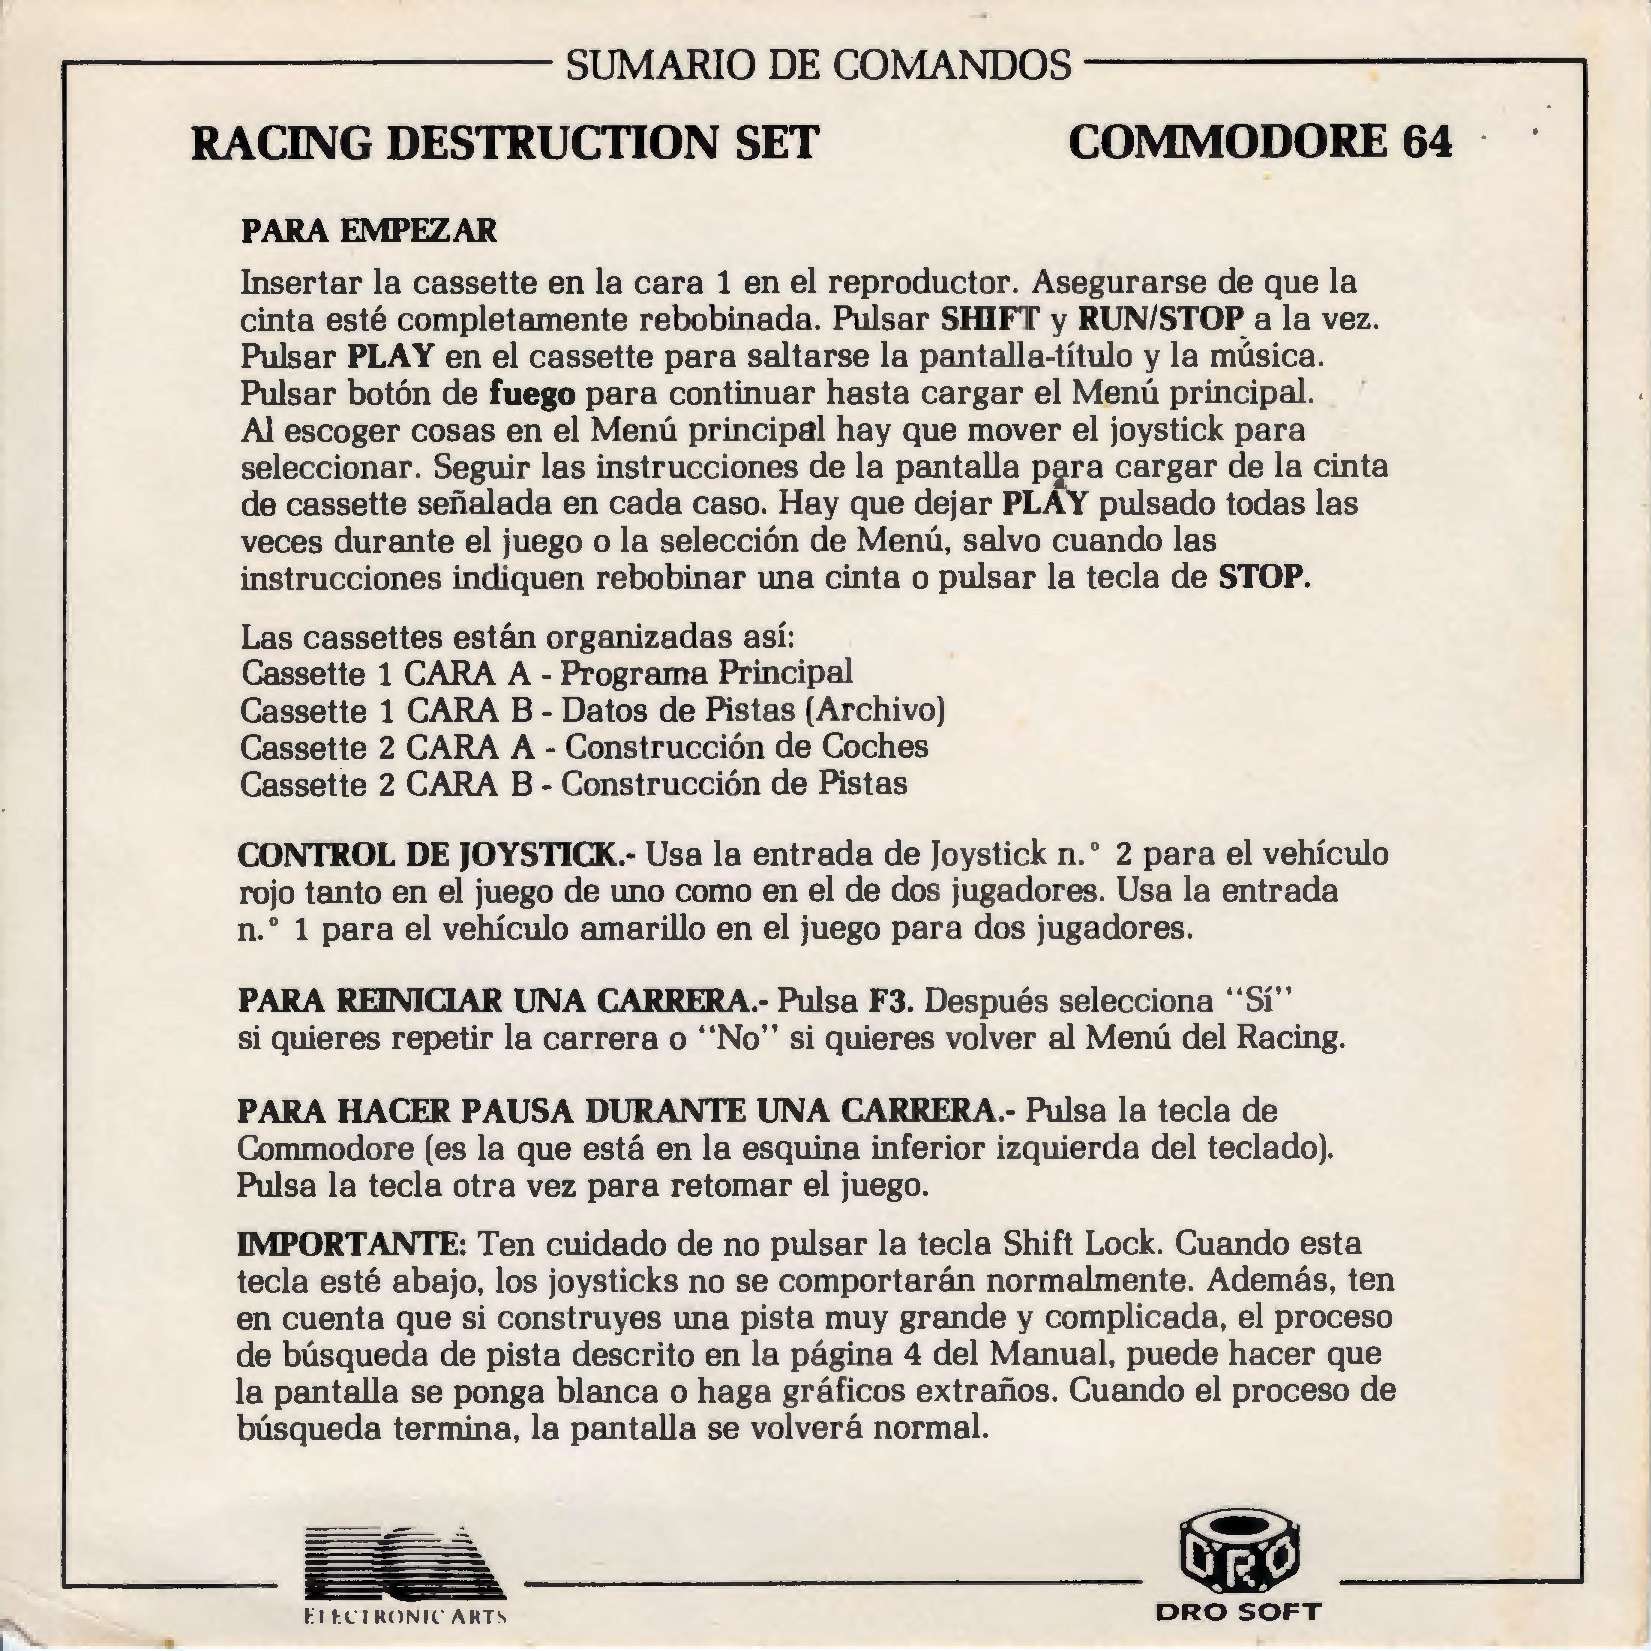 SUMARIO DE COMANDOS
RACING DESTRUCTION SET COMMODORE 64
PARA EMPEZAR
Insertar la cassette en la cara 1 en el reproductor. Asegurarse de que la
cinta esté completamente rebobinada. Pulsar SHIFT y RUN/STOP a la vez.
Pulsar PLAY en el cassette para saltarse la pantalla-título y la música.
Pulsar botón de fuego para continuar hasta cargar el Menú principal.
Al escoger cosas en el Menú principal hay que mover el joystick para
seleccionar. Seguir las instrucciones de la pantalla para cargar de la cinta
de cassette señalada en cada caso. Hay que dejar PLAY pulsado todas las
veces durante el juego o la selección de Menú, salvo cuando las
instrucciones indiquen rebobinar una cinta o pulsar la tecla de STOP.
Las cassettes están organizadas así:
Cassette 1 CARA A - Programa Principal
Cassette 1 CARA B - Datos de Pistas (Archivo)
Cassette 2 CARA A - Construcción de Coches
Cassette 2 CARA B - Construcción de Pistas
CONTROL DE JOYSTICK.- Usa la entrada de Joystick n.º 2 para el vehículo
rojo tanto en el juego de uno como en el de dos jugadores. Usa la entrada
n.º 1 para el vehículo amarillo en el juego para dos jugadores.
PARA REINICIAR UNA CARRERA.- Pulsa F3. Después selecciona "Sí"
si quieres repetir la carrera o "No" si quieres volver al Menú del Racing.
PARA HACER PAUSA DURANTE UNA CARRERA.- Pulsa la tecla de
Commodore (es la que está en la esquina inferior izquierda del teclado).
Pulsa la tecla otra vez para retomar el juego.
IMPORTANTE: Ten cuidado de no pulsar la tecla Shift Lock. Cuando esta
tecla esté abajo, los joysticks no se comportarán normalmente. Además, ten
en cuenta que si construyes una pista muy grande y complicada, el proceso
de búsqueda de pista descrito en la página 4 del Manual, puede hacer que
la pantalla se ponga blanca o haga gráficos extraños. Cuando el proceso de
búsqueda termina, la pantalla se volverá normal.
DRO
ELECTRONIC ARTS
DRO SOFT